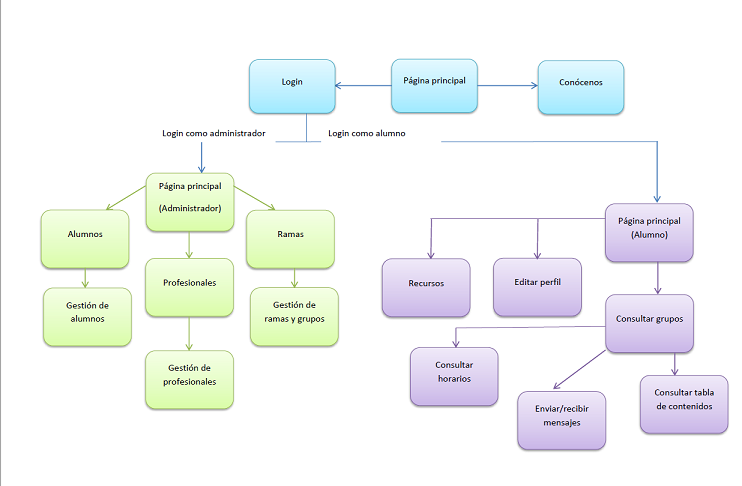 Login
Página principal
Conócenos
Login como administrador
Login como alumno
Página principal
(Administrador)
Alumnos
Ramas
Profesionales
Gestión de
alumnos
Gestión de
ramas y grupos
Gestión de
profesionales
Página principal
(Alumno)
Recursos
Editar perfil
Consultar grupos
Consultar
horarios
Enviar/recibir
mensajes
Consultar tabla
de contenidos